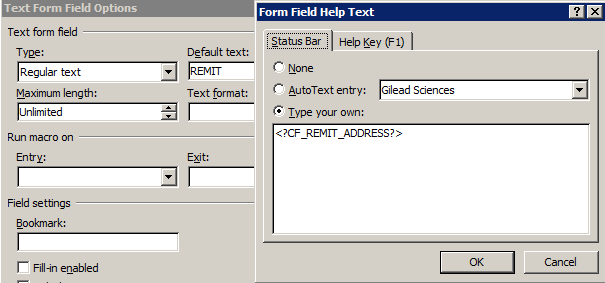 Text Form Field Options
Text form field
Type:
Default text:
Regular text
REMIT
Maximum length:
Text format:
Unlimited
Run macro on
Entry:
Exit:
Field settings
Bookmark:
Fill-in enabled
Form Field Help Text
Status Bar
Help Key (F1)
None
AutoText entry:
Gilead Sciences
Type your own:
<?CF_REMIT_ADDRESS?>
OK
Cancel